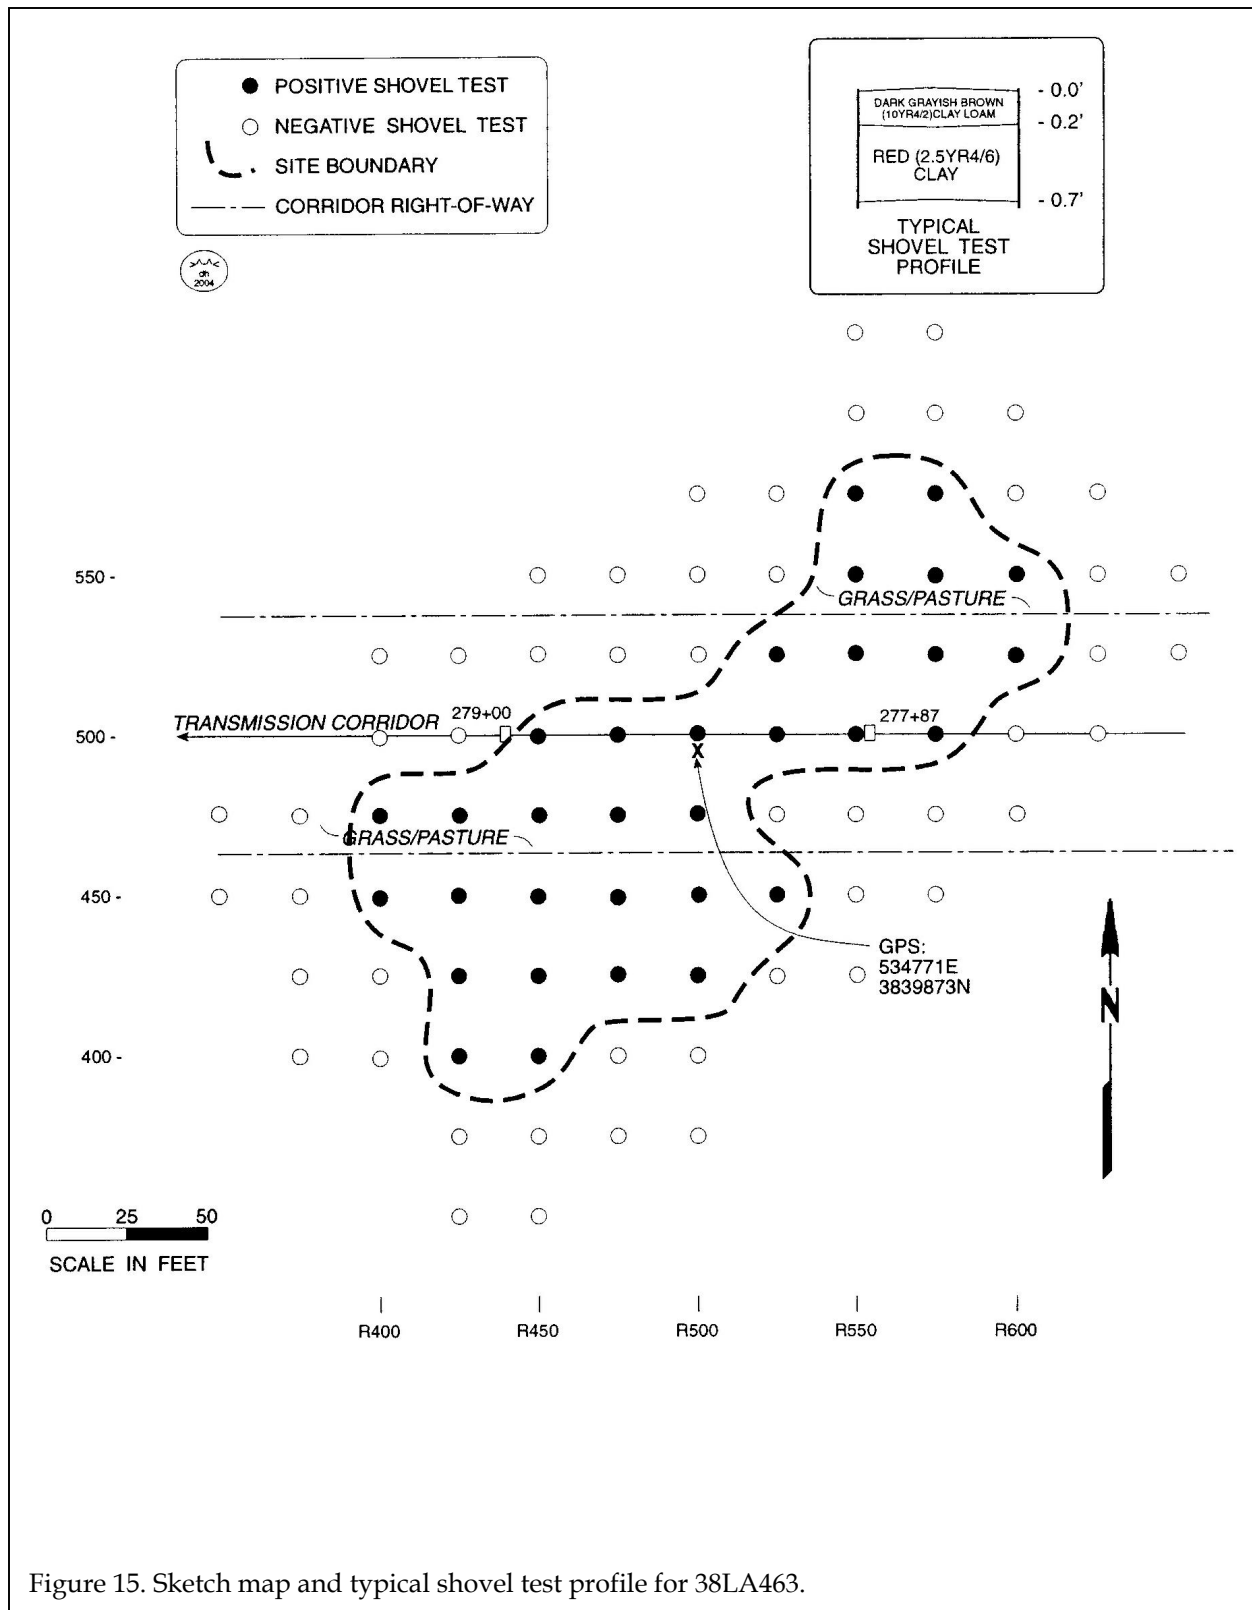 POSITIVE SHOVEL TEST
NEGATIVE SHOVEL TEST
SITE BOUNDARY
CORRIDOR RIGHT-OF-WAY
dh
2004
DARK GRAYISH BROWN
(10YR4/2)CLAY LOAM
RED (2.5YR4/6)
CLAY
- 0.0'
- 0.2'
- 0.7'
TYPICAL
SHOVEL TEST
PROFILE
550 -
GRASS/PASTURE
279+00
277+87
TRANSMISSION CORRIDOR
500 -
X
GRASS/PASTURE
450 -
GPS:
534771E
3839873N
N
400 -
0 25 50
SCALE IN FEET
R400 R450 R500 R550 R600
Figure 15. Sketch map and typical shovel test profile for 38LA463.